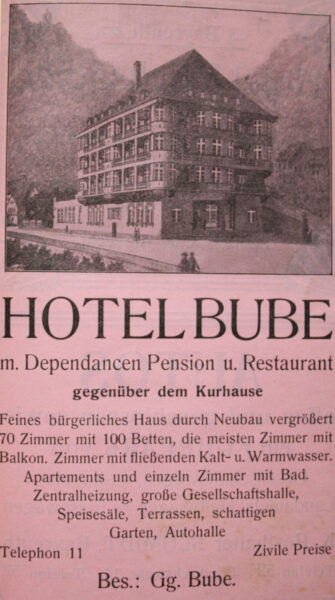 HOTEL BUBE
m. Dependancen Pension u. Restaurant
gegenüber dem Kurhause
Feines bürgerliches Haus durch Neubau vergrößert
70 Zimmer mit 100 Betten, die meisten Zimmer mit
Balkon. Zimmer mit fließenden Kalt- u. Warmwasser.
Apartements und einzeln Zimmer mit Bad.
Zentralheizung, große Gesellschaftshalle,
Speisesäle, Terrassen, schattigen
Garten, Autohalle
Telephon 11 Zivile Preise
Bes.: Gg. Bube.